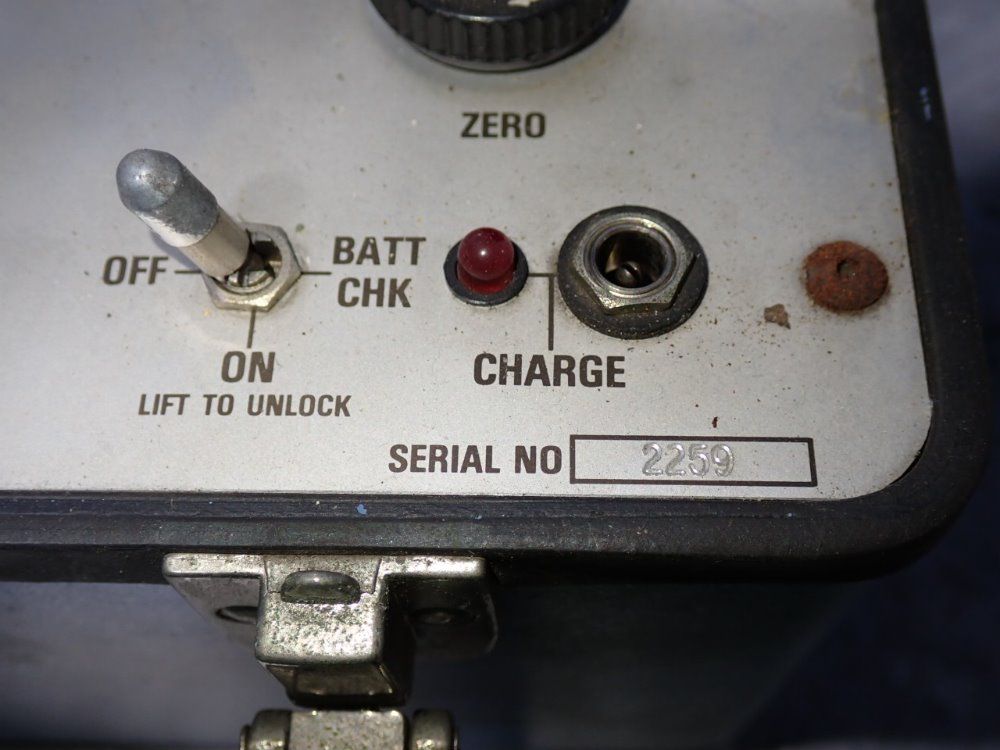 ZERO
OFF
BATT
CHK
ON
LIFT TO UNLOCK
CHARGE
SERIAL NO 2259